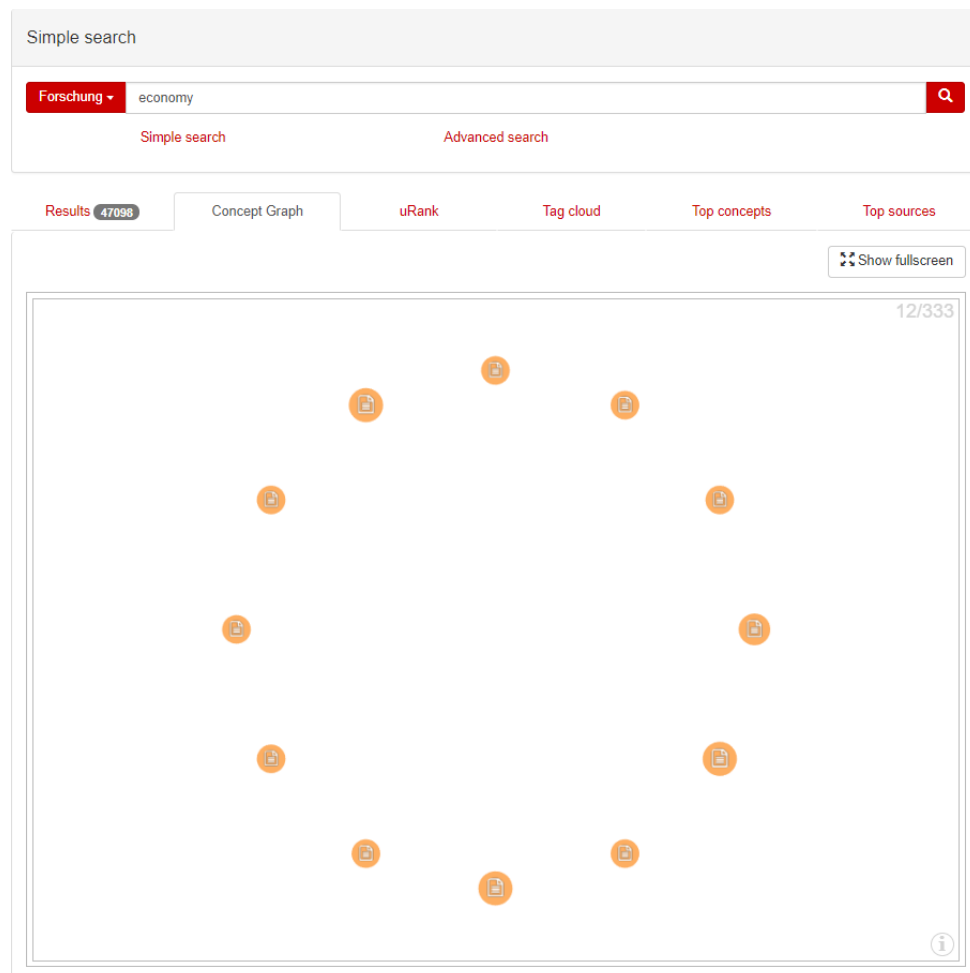 Simple search
Forschung economy
Simple search Advanced search
Results 47098 Concept Graph uRank Tag cloud Top concepts Top sources
Show fullscreen
12/333